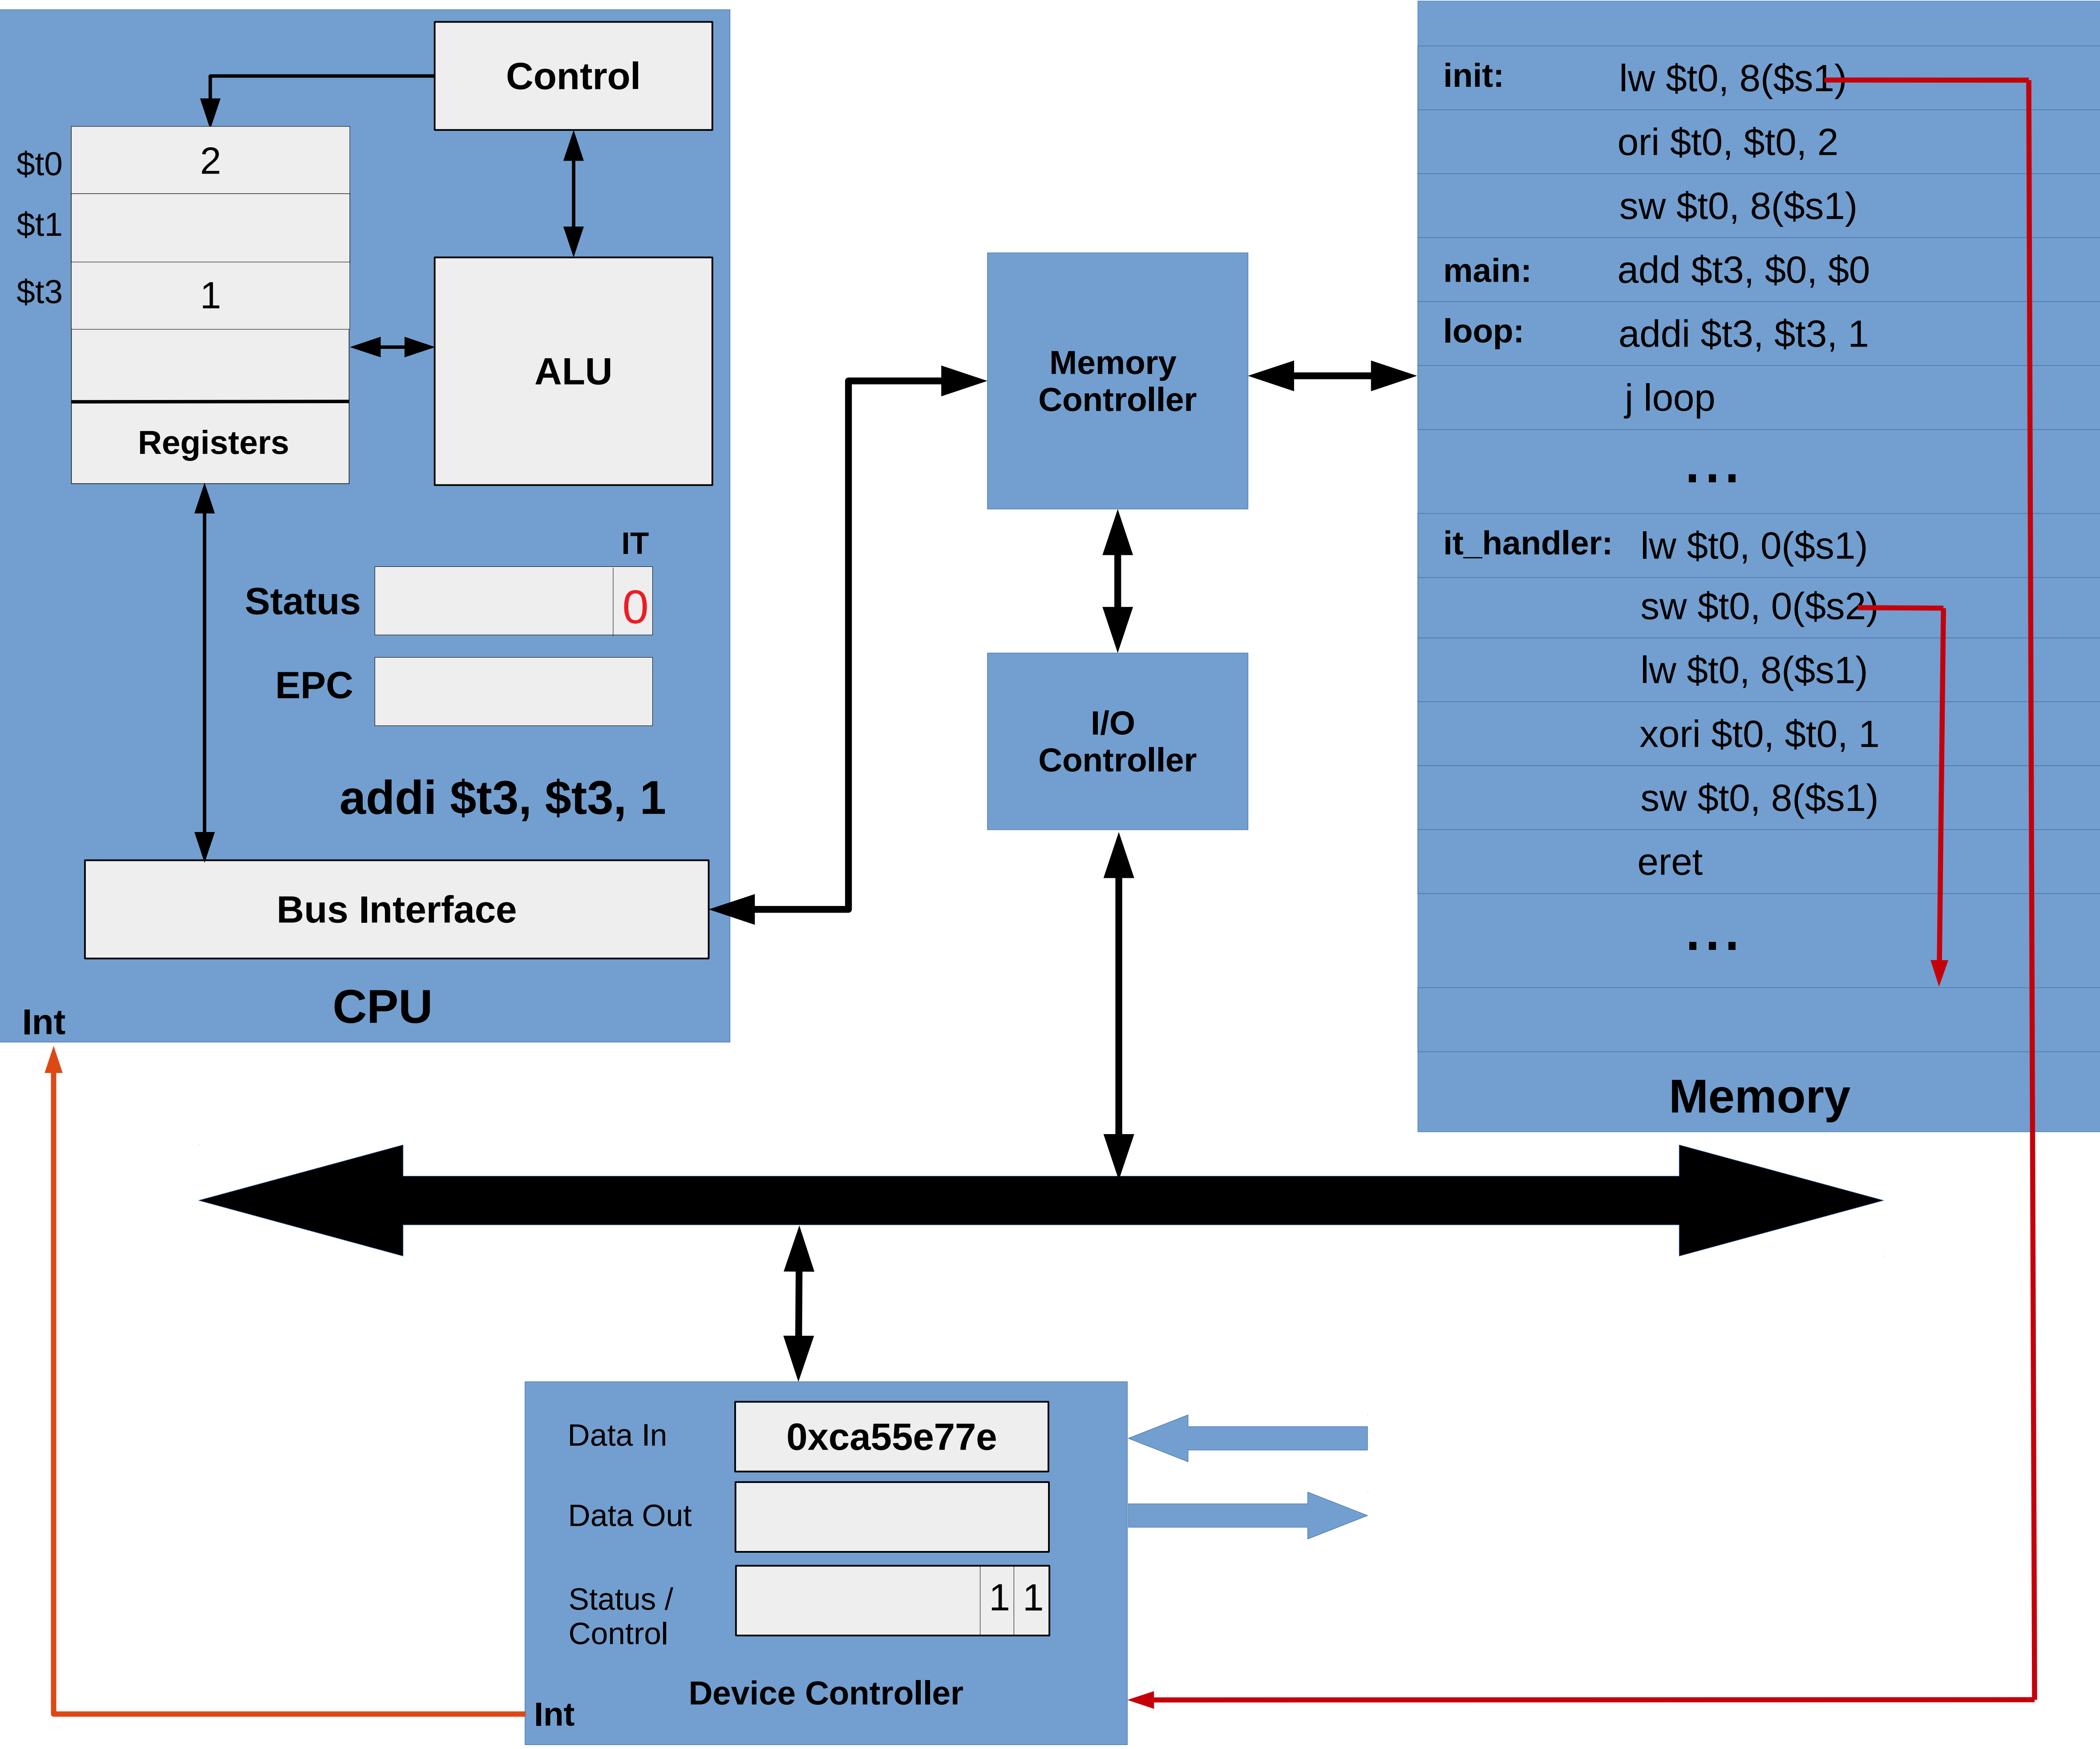 Control
$t0 2
$t1
$t3 1
Registers
ALU
IT
Status 0
EPC
addi $t3, $t3, 1
Bus Interface
CPU
Int
Memory
Controller
I/O
Controller
init: lw $t0, 8($s1)
ori $t0, $t0, 2
sw $t0, 8($s1)
main: add $t3, $0, $0
loop: addi $t3, $t3, 1
j loop
...
it_handler: lw $t0, 0($s1)
sw $t0, 0($s2)
lw $t0, 8($s1)
xori $t0, $t0, 1
sw $t0, 8($s1)
eret
...
Memory
Data In 0xca55e77e
Data Out
Status / 1 1
Control
Device Controller
Int